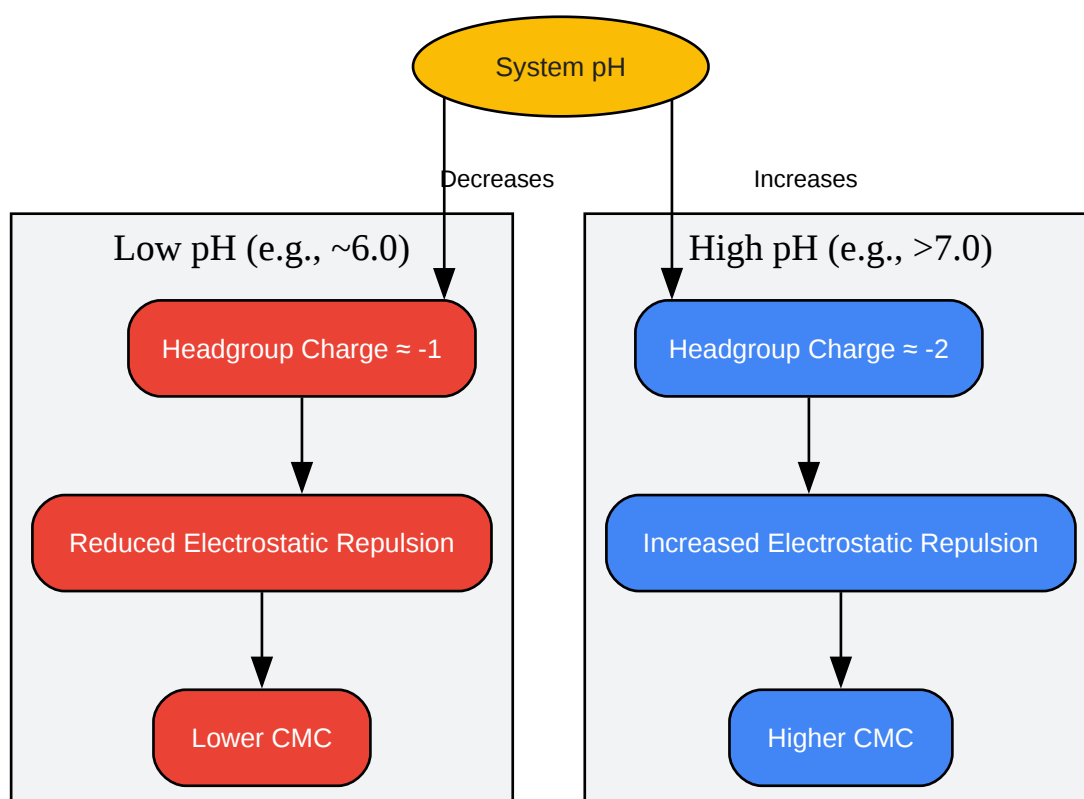 System pH
Decreases
Increases
Low pH (e.g., ~6.0)
High pH (e.g., >7.0)
Headgroup Charge ≈ -1
Headgroup Charge ≈ -2
Reduced Electrostatic Repulsion
Increased Electrostatic Repulsion
Lower CMC
Higher CMC